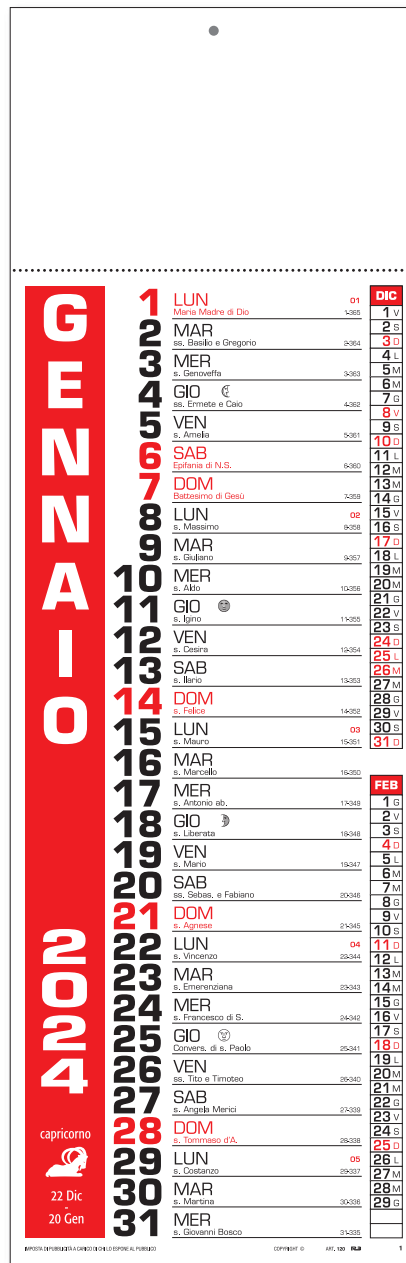 GENNAIO
2024
capricorno
22 Dic
-
20 Gen
1 LUN 01
Maria Madre di Dio 1-365
2 MAR
ss. Basilio e Gregorio 2-364
3 MER
s. Genoveffa 3-363
4 GIO
ss. Ermete e Caio 4-362
5 VEN
s. Amelia 5-361
6 SAB
Epifania di N.S. 6-360
7 DOM
Battesimo di Gesù 7-359
8 LUN 02
s. Massimo 8-358
9 MAR
s. Giuliano 9-357
10 MER
s. Aldo 10-356
11 GIO
s. Igino 11-355
12 VEN
s. Cesira 12-354
13 SAB
s. Ilario 13-353
14 DOM
s. Felice 14-352
15 LUN 03
s. Mauro 15-351
16 MAR
s. Marcello 16-350
17 MER
s. Antonio ab. 17-349
18 GIO
s. Liberata 18-348
19 VEN
s. Mario 19-347
20 SAB
ss. Sebas. e Fabiano 20-346
21 DOM
s. Agnese 21-345
22 LUN 04
s. Vincenzo 22-344
23 MAR
s. Emerenziana 23-343
24 MER
s. Francesco di S. 24-342
25 GIO
Convers. di s. Paolo 25-341
26 VEN
ss. Tito e Timoteo 26-340
27 SAB
s. Angela Merici 27-339
28 DOM
s. Tommaso d'A. 28-338
29 LUN 05
s. Costanzo 29-337
30 MAR
s. Martina 30-336
31 MER
s. Giovanni Bosco 31-335
DIC
1 V
2 S
3 D
4 L
5 M
6 M
7 G
8 V
9 S
10 D
11 L
12 M
13 M
14 G
15 V
16 S
17 D
18 L
19 M
20 M
21 G
22 V
23 S
24 D
25 L
26 M
27 M
28 G
29 V
30 S
31 D
FEB
1 G
2 V
3 S
4 D
5 L
6 M
7 M
8 G
9 V
10 S
11 D
12 L
13 M
14 M
15 G
16 V
17 S
18 D
19 L
20 M
21 M
22 G
23 V
24 S
25 D
26 L
27 M
28 M
29 G
IMPOSTA DI PUBBLICITÀ A CARICO DI CHI LO ESPONE AL PUBBLICO COPYRIGHT © ART. 120 1